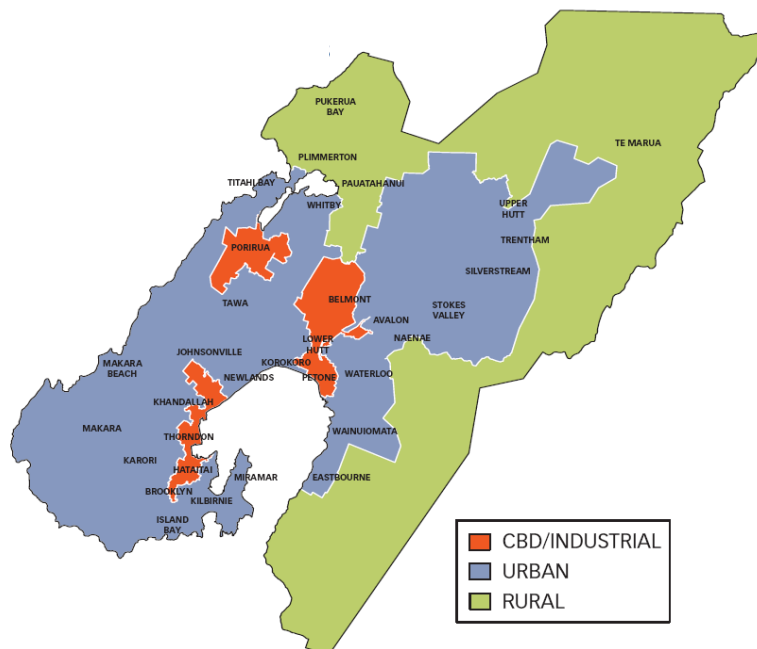 PUKERUA
BAY
TE MARUA
PLIMMERTON
TITAHI BAY
PAUATAHANUI
WHITBY
UPPER
HUTT
TRENTHAM
PORIRUA
SILVERSTREAM
BELMONT
TAWA
STOKES
VALLEY
AVALON
NAENAE
LOWER
HUTT
JOHNSONVILLE
KOROKORO
MAKARA
BEACH
NEWLANDS
PETONE
WATERLOO
KHANDALLAH
MAKARA
THORNDON
WAINUIOMATA
KARORI
HATAITAI
MIRAMAR
EASTBOURNE
BROOKLYN
KILBIRNIE
ISLAND
BAY
CBD/INDUSTRIAL
URBAN
RURAL